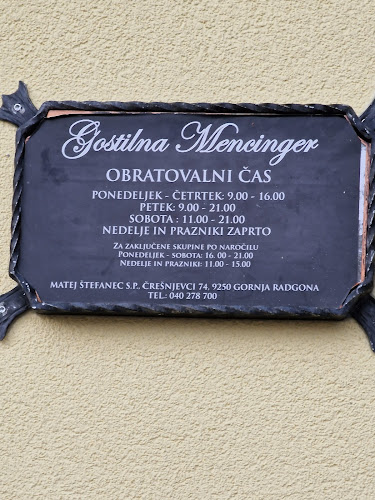 Gostilna Mencinger
OBRATOVALNI ČAS
PONEDELJEK - ČETRTEK: 9.00 - 16.00
PETEK: 9.00 - 21.00
SOBOTA : 11.00 - 21.00
NEDELJE IN PRAZNIKI ZAPRTO
ZA ZAKLJUČENE SKUPINE PO NAROČILU
PONEDELJEK - SOBOTA: 16. 00 - 21.00
NEDELJE IN PRAZNIKI: 11.00 - 15.00
MATEJ ŠTEFANEC S.P., ČREŠNJEVCI 74, 9250 GORNJA RADGONA
TEL.: 040 278 700